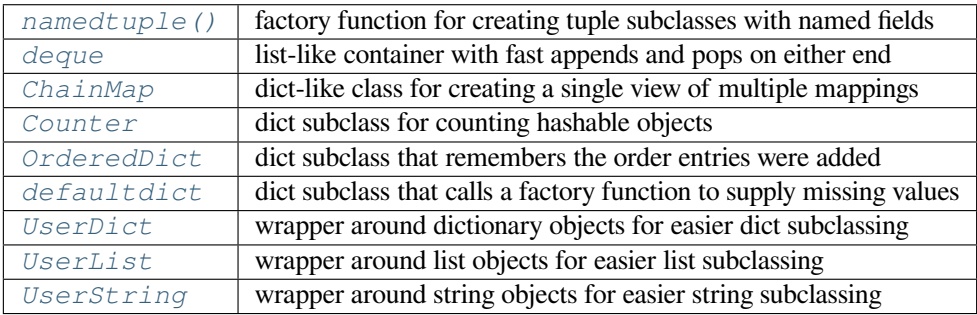 namedtuple() factory function for creating tuple subclasses with named fields
deque list-like container with fast appends and pops on either end
ChainMap dict-like class for creating a single view of multiple mappings
Counter dict subclass for counting hashable objects
OrderedDict dict subclass that remembers the order entries were added
defaultdict dict subclass that calls a factory function to supply missing values
UserDict wrapper around dictionary objects for easier dict subclassing
UserList wrapper around list objects for easier list subclassing
UserString wrapper around string objects for easier string subclassing